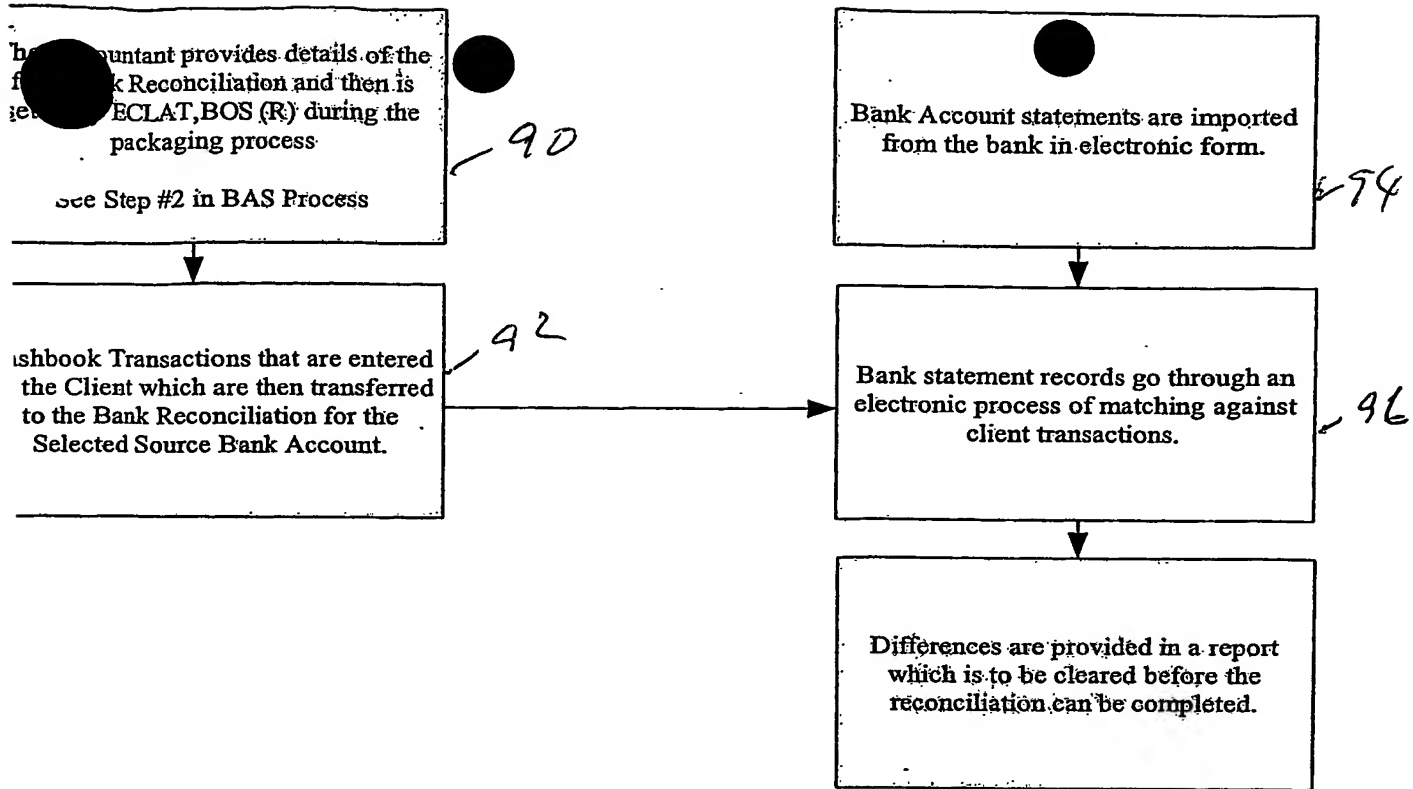 countant provides details of the
k Reconciliation and then is
ECLAT,BOS (R) during the
packaging process
See Step #2 in BAS Process
90
Bank Account statements are imported
from the bank in electronic form.
94
shbook Transactions that are entered
the Client which are then transferred
to the Bank Reconciliation for the
Selected Source Bank Account.
92
Bank statement records go through an
electronic process of matching against
client transactions.
96
Differences are provided in a report
which is to be cleared before the
reconciliation can be completed.